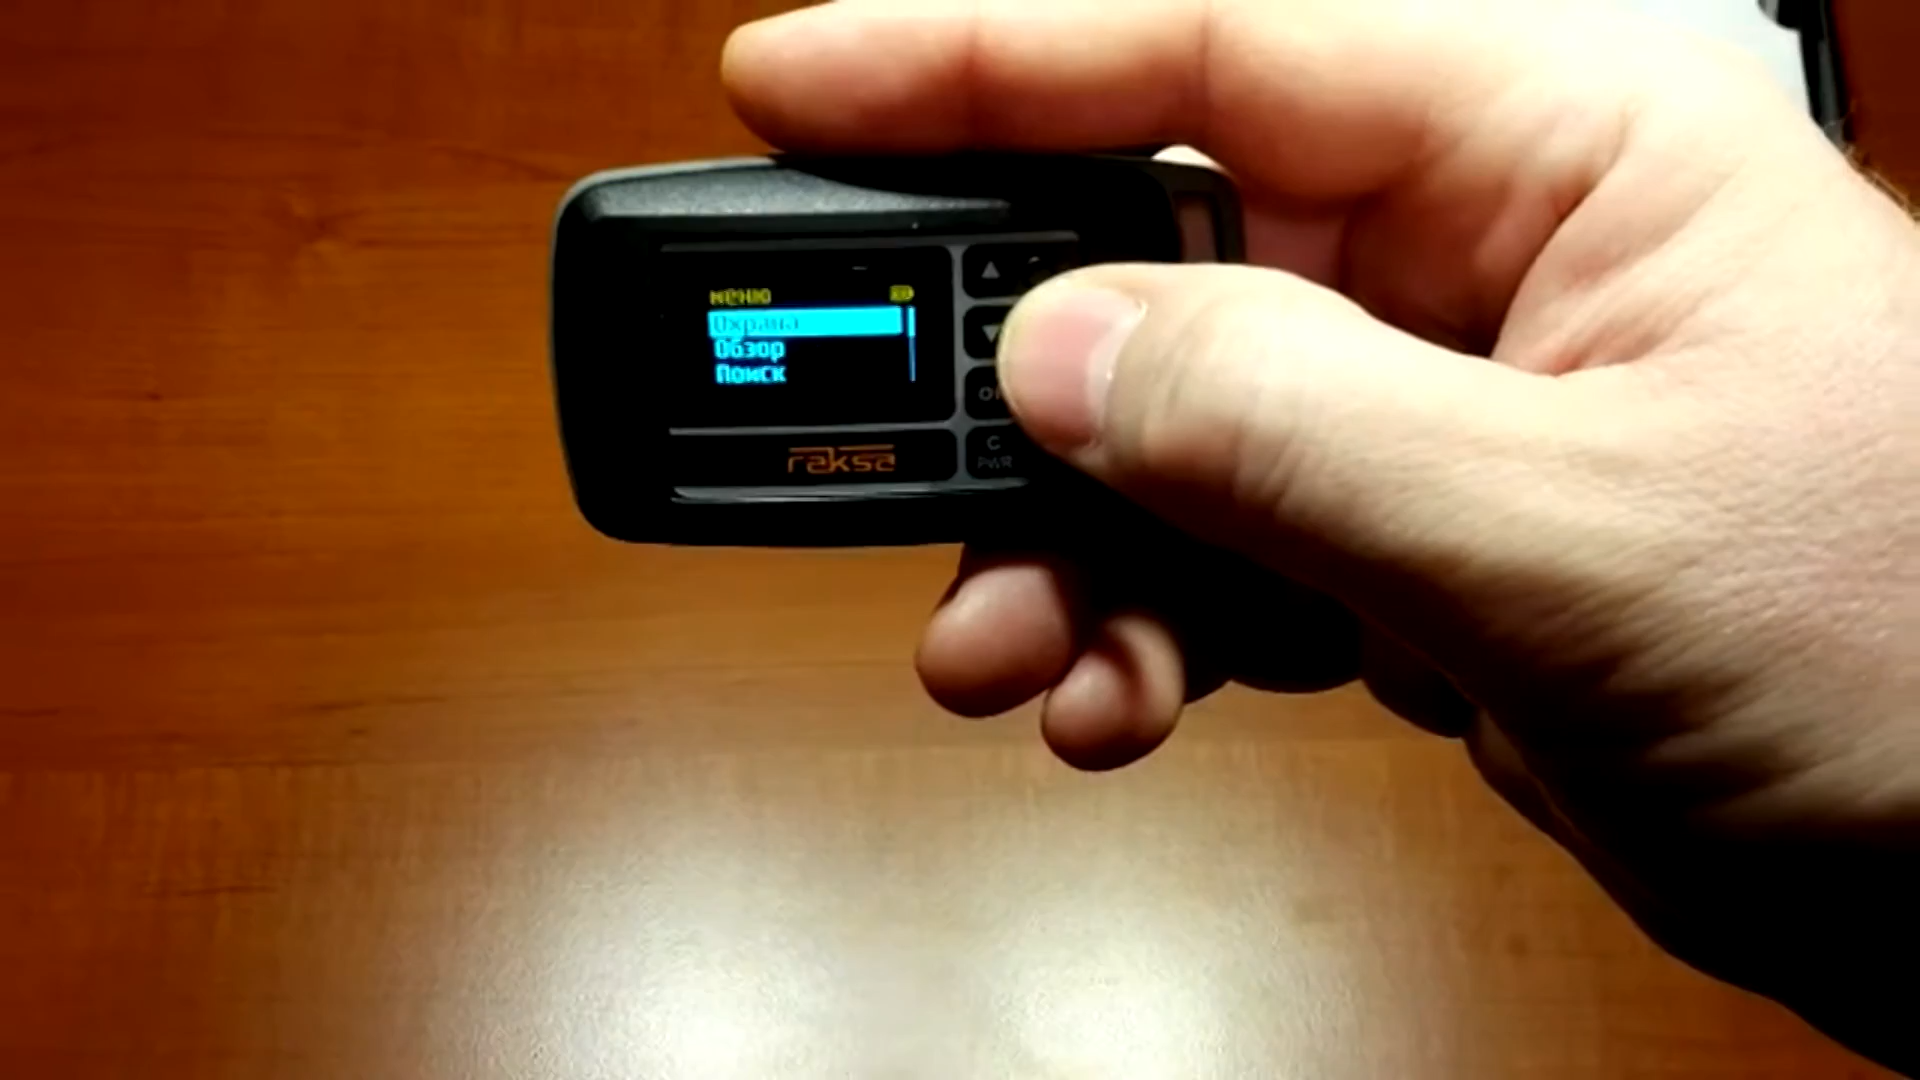 меню
Охрана
Обзор
Поиск
raksa
C
PWR